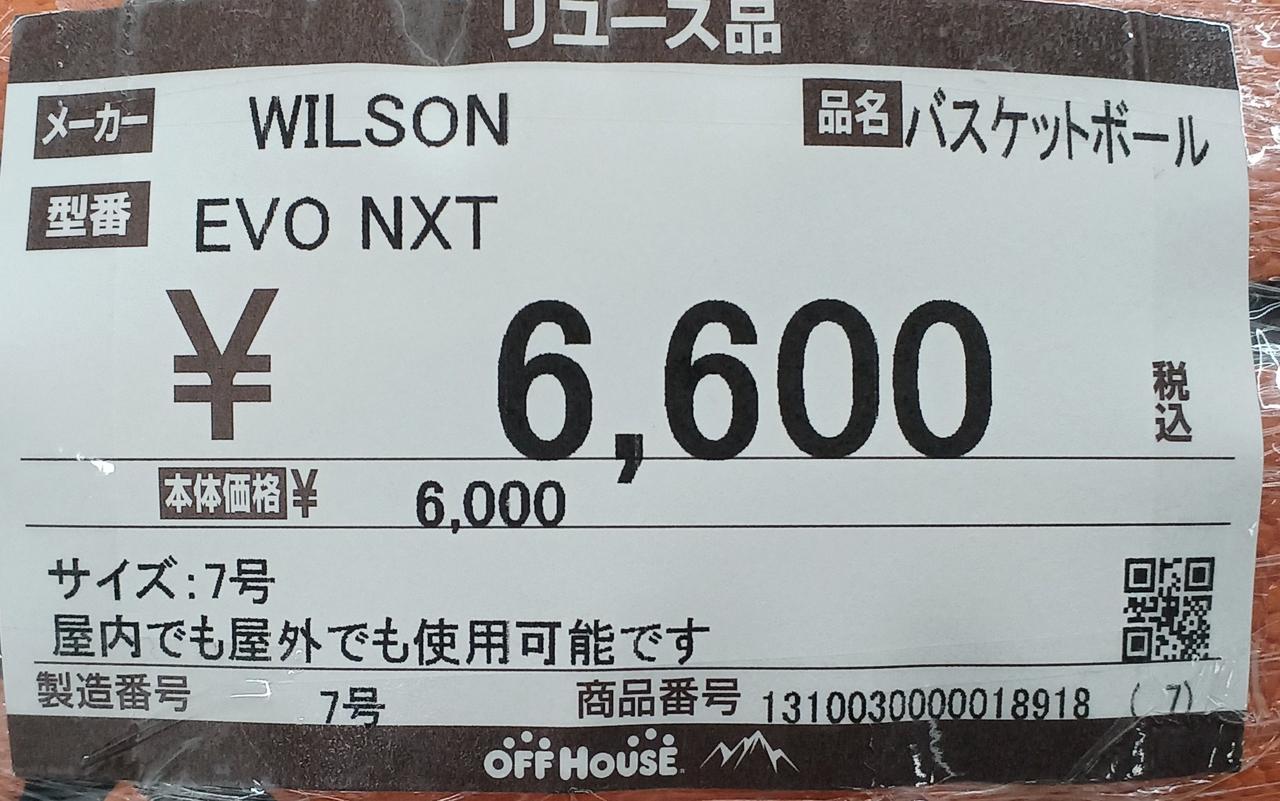 リユース品
メーカー WILSON 品名 バスケットボール
型番 EVO NXT
¥ 6,600 税込
本体価格 ¥ 6,000
サイズ:7号
屋内でも屋外でも使用可能です
製造番号 7号 商品番号 1310030000018918 ( 7)
OFF HOUSE